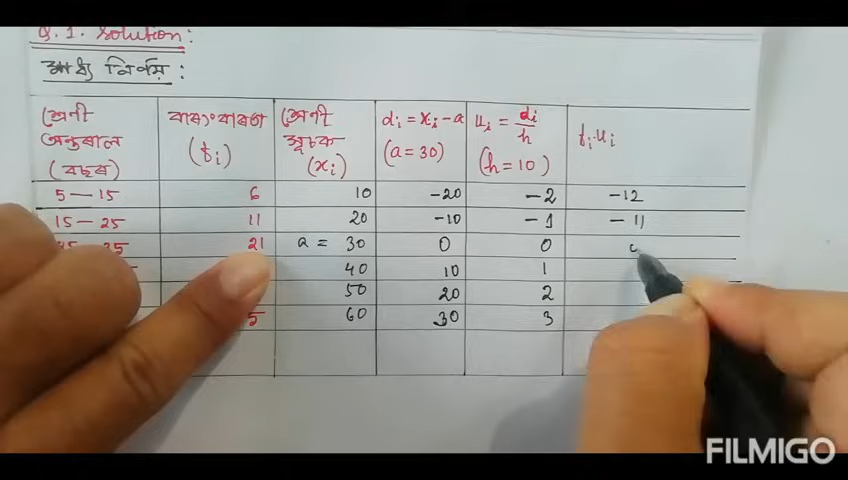 Q.1. Solution:
মাধ্য নিৰ্ণয় :
শ্ৰেণী অন্তৰাল (বছৰ) বাৰংবাৰতা (fi) শ্ৰেণী সূচক (xi) di = xi - a (a = 30) ui = di/h (h = 10) fiui
5 — 15 6 10 -20 -2 -12
15 — 25 11 20 -10 -1 -11
21 a = 30 0 0
40 10 1
50 20 2
5 60 30 3
FILMIGO